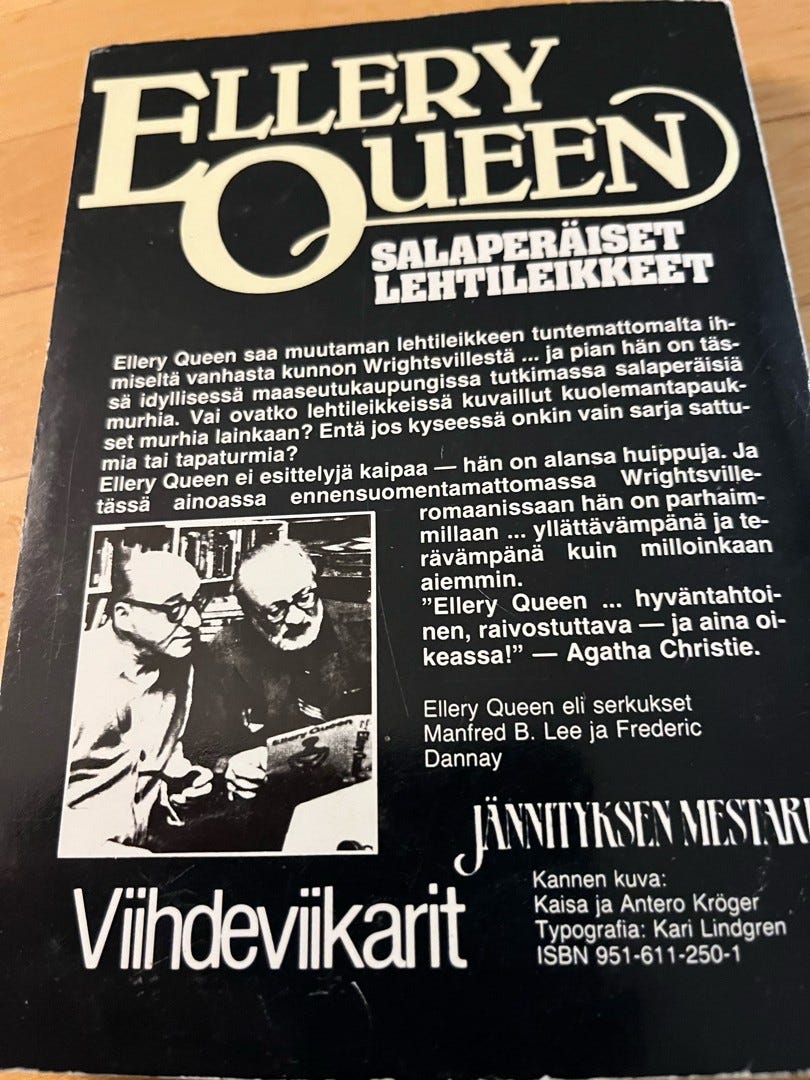 ELLERY
QUEEN
SALAPERÄISET
LEHTILEIKKEET
Ellery Queen saa muutaman lehtileikkeen tuntemattomalta ih-
miseltä vanhasta kunnon Wrightsvillestä ... ja pian hän on täs-
sä idyllisessä maaseutukaupungissa tutkimassa salaperäisiä
murhia. Vai ovatko lehtileikkeissä kuvaillut kuolemantapauk-
set murhia lainkaan? Entä jos kyseessä onkin vain sarja sattu-
mia tai tapaturmia?
Ellery Queen ei esittelyjä kaipaa — hän on alansa huippuja. Ja
tässä ainoassa ennensuomentamattomassa Wrightsville-
romaanissaan hän on parhaim-
millaan ... yllättävämpänä ja te-
rävämpänä kuin milloinkaan
aiemmin.
”Ellery Queen ... hyväntahtoi-
nen, raivostuttava — ja aina oi-
keassa!” — Agatha Christie.
Ellery Queen
Ellery Queen eli serkukset
Manfred B. Lee ja Frederic
Dannay
JÄNNITYKSEN MESTARI
Viihdeviikarit
Kannen kuva:
Kaisa ja Antero Kröger
Typografia: Kari Lindgren
ISBN 951-611-250-1